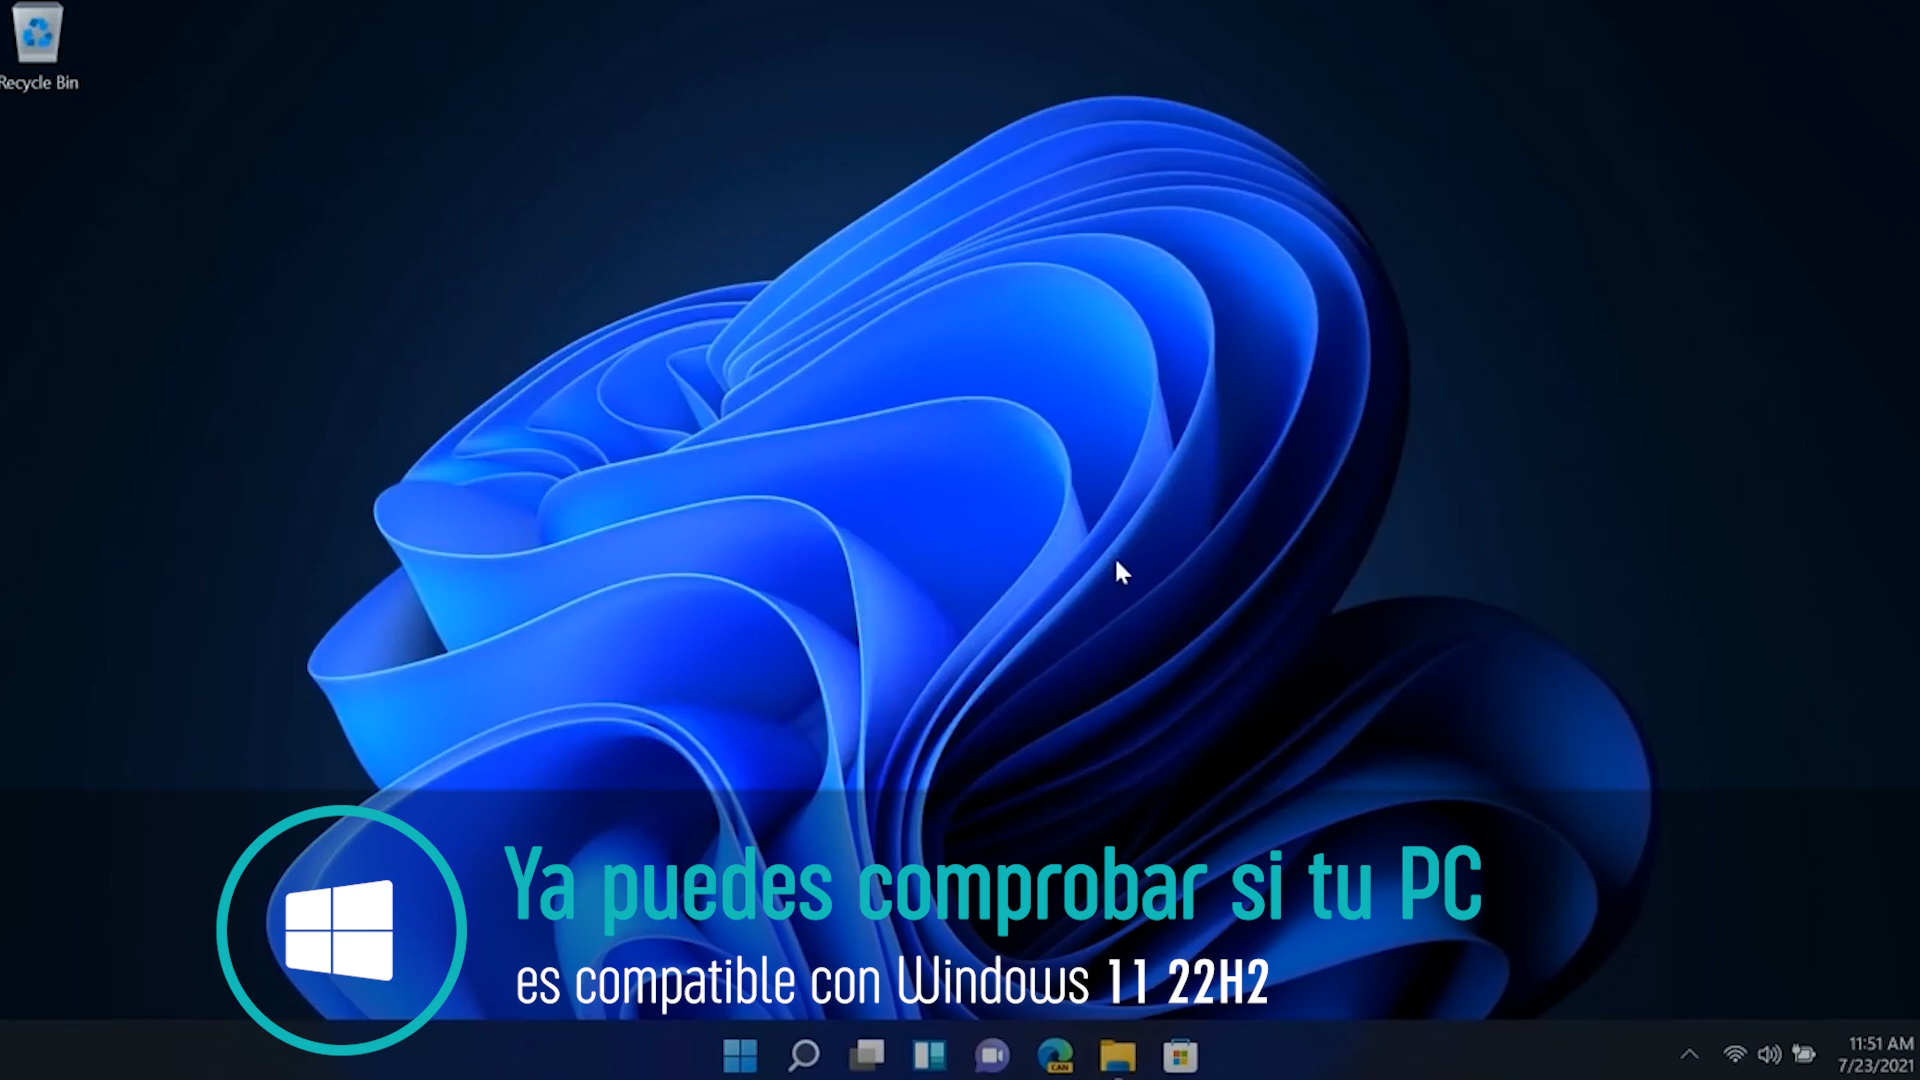 Recycle Bin
Ya puedes comprobar si tu PC
es compatible con Windows 11 22H2
CAN
11:51 AM
7/23/2021